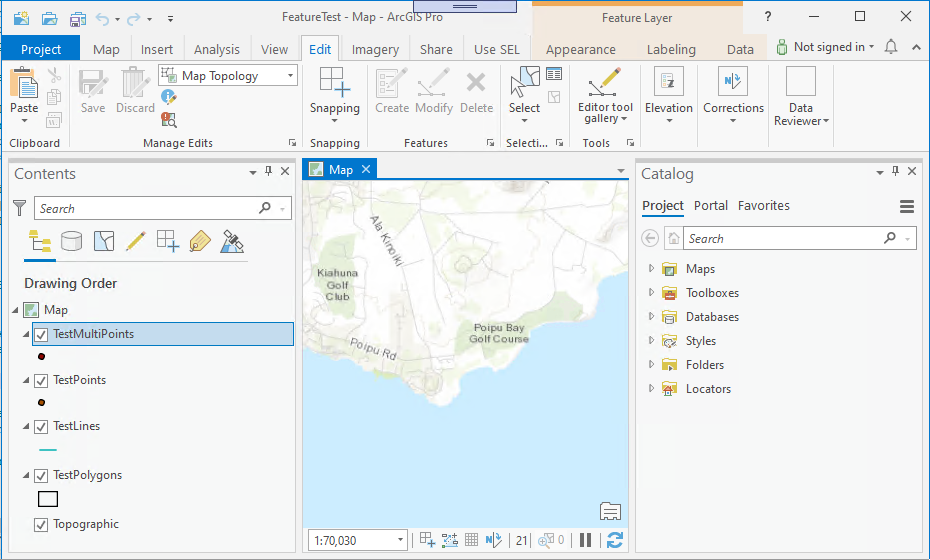 FeatureTest - Map - ArcGIS Pro
Feature Layer
?
Project
Map
Insert
Analysis
View
Edit
Imagery
Share
Use SEL
Appearance
Labeling
Data
Not signed in
Paste
Clipboard
Save
Discard
Map Topology
Manage Edits
Snapping
Snapping
Create
Modify
Delete
Features
Select
Selecti...
Editor tool
gallery
Tools
Elevation
Corrections
Data
Reviewer
Contents
Search
Drawing Order
Map
TestMultiPoints
TestPoints
TestLines
TestPolygons
Topographic
Map
Ala Kinoiki
Kiahuna
Golf
Club
Poipu Bay
Golf Course
Poipu Rd
1:70,030
21
0
Catalog
Project
Portal
Favorites
Search
Maps
Toolboxes
Databases
Styles
Folders
Locators